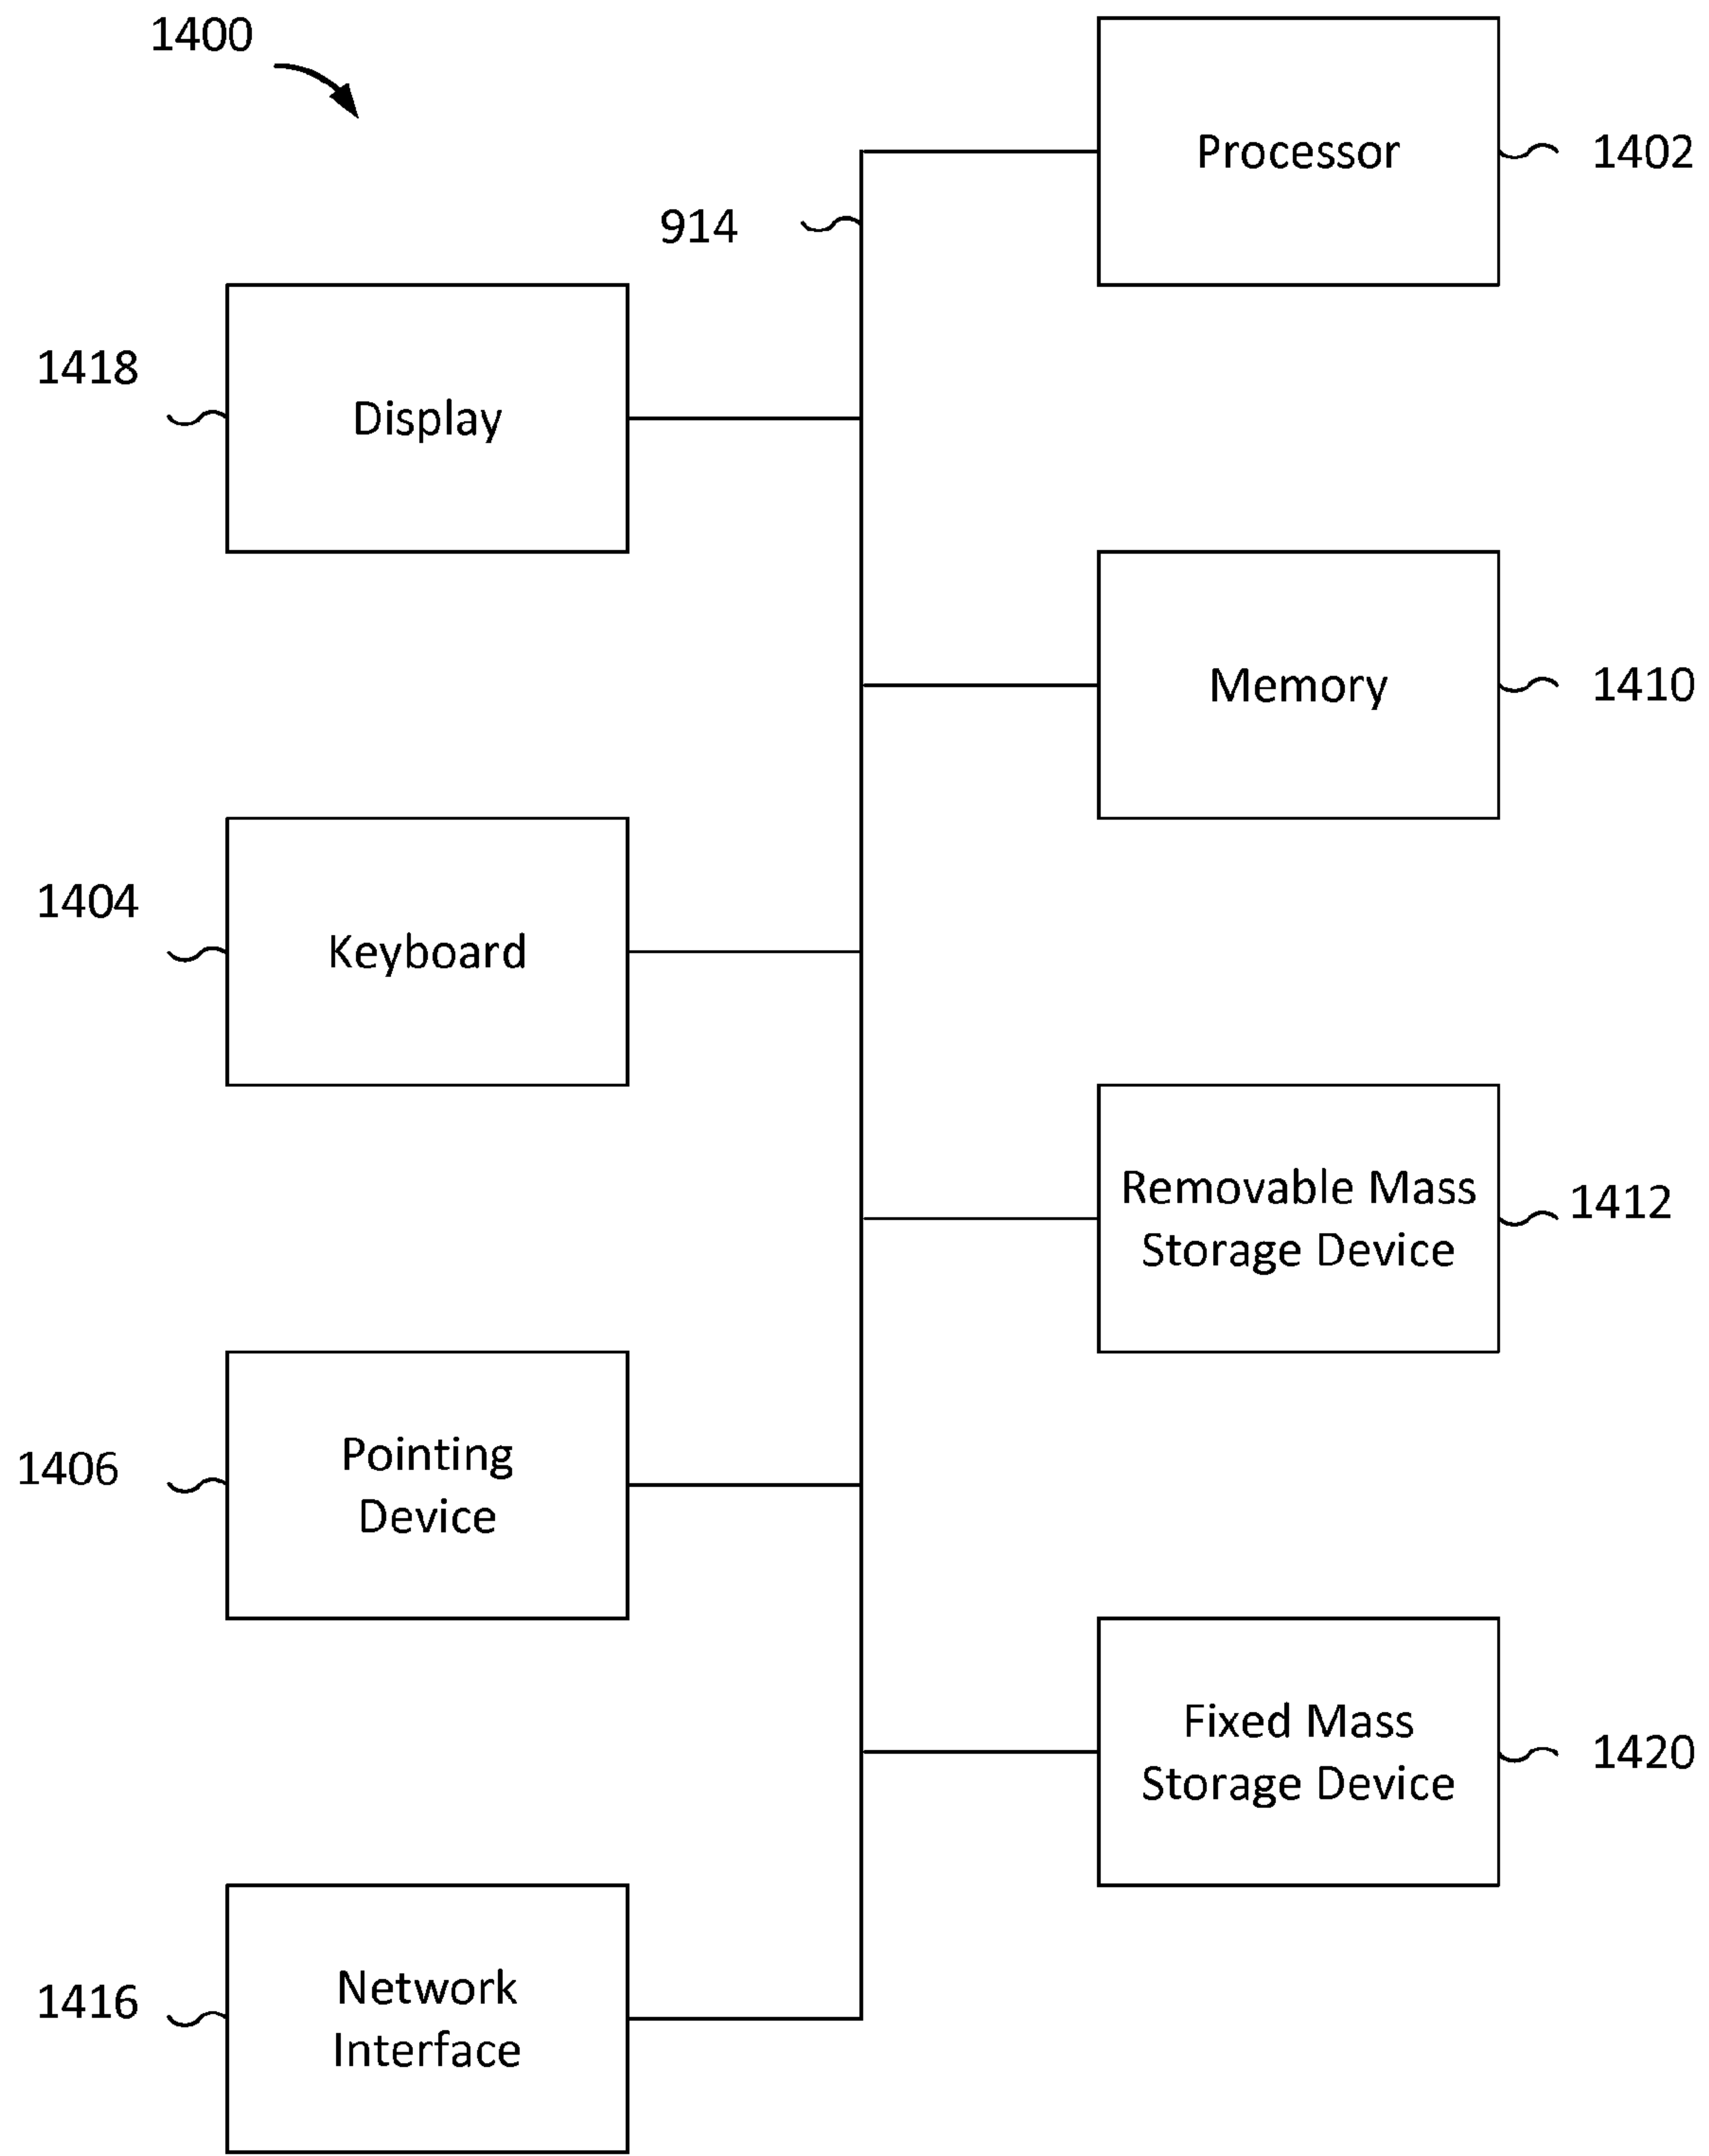 1400
Processor
1402
914
1418
Display
Memory
1410
1404
Keyboard
Removable Mass
Storage Device
1412
1406
Pointing
Device
Fixed Mass
Storage Device
1420
1416
Network
Interface